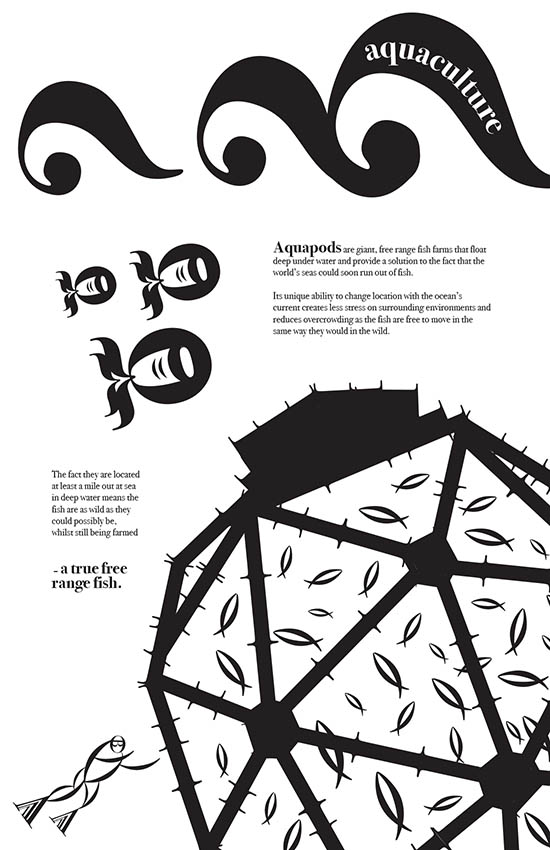 aquaculture
Aquapods are giant, free range fish farms that float
deep under water and provide a solution to the fact that the
world's seas could soon run out of fish.
Its unique ability to change location with the ocean's
current creates less stress on surrounding environments and
reduces overcrowding as the fish are free to move in the
same way they would in the wild.
The fact they are located
at least a mile out at sea
in deep water means the
fish are as wild as they
could possibly be,
whilst still being farmed
- a true free
range fish.